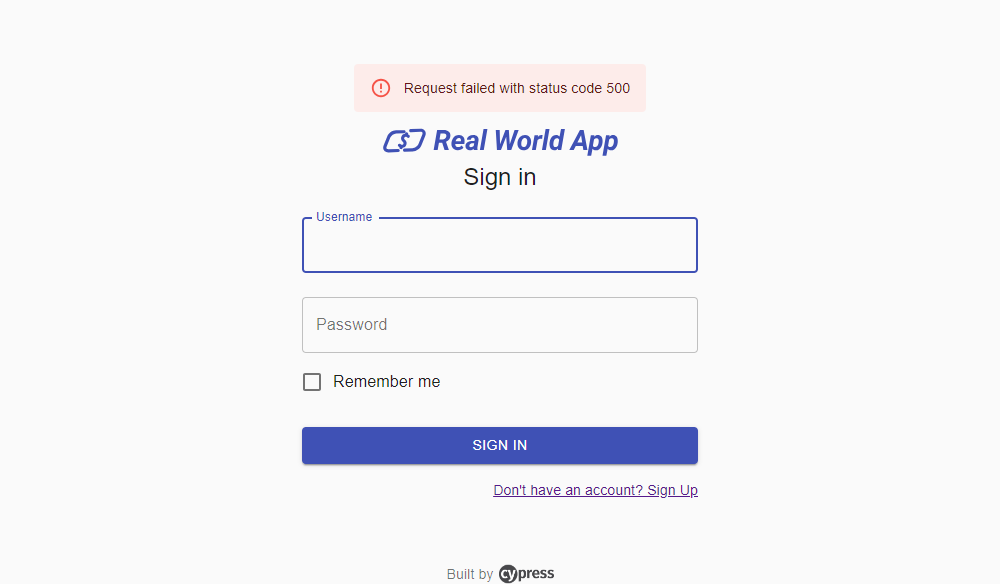 Request failed with status code 500
Real World App
Sign in
Username
Password
Remember me
SIGN IN
Don't have an account? Sign Up
Built by cypress